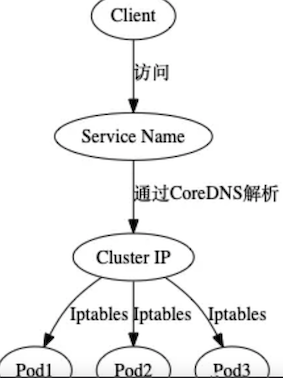 Client
访问
Service Name
通过CoreDNS解析
Cluster IP
Iptables Iptables Iptables
Pod1 Pod2 Pod3